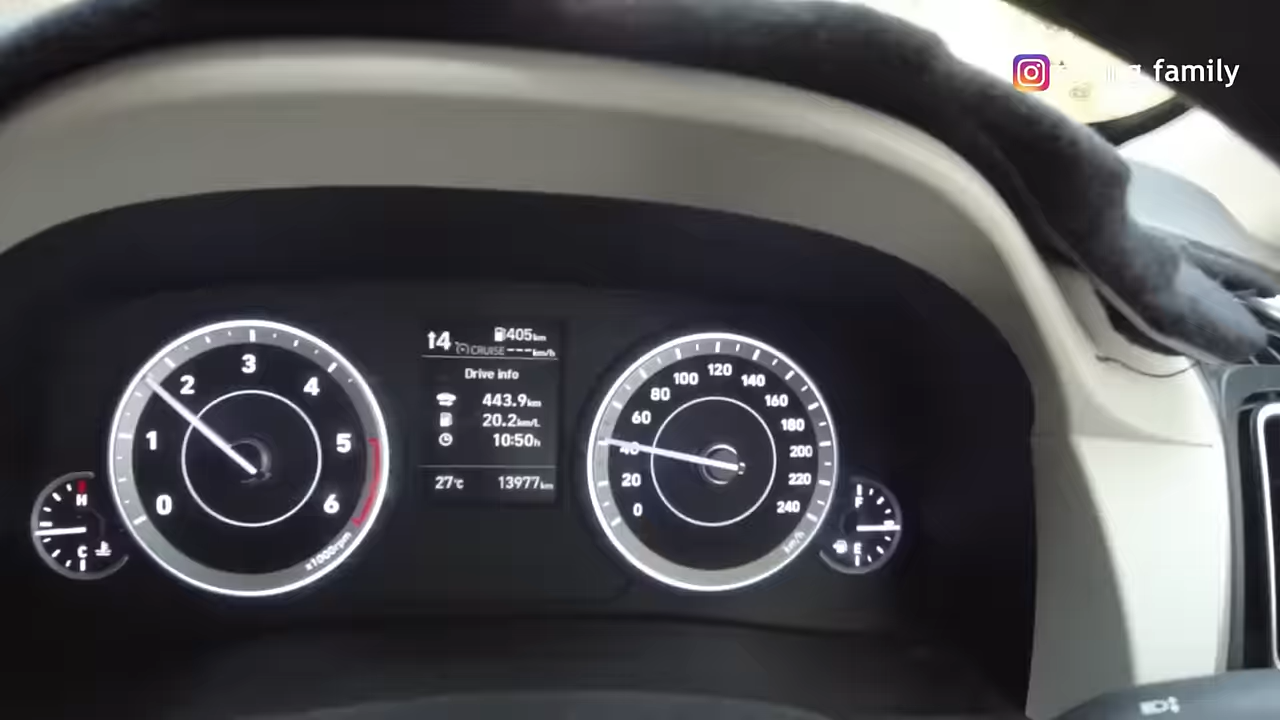 family
↑4 405km
CRUISE ---km/h
Drive info
443.9km
20.2km/L
10:50h
27°c 13977km
0
1
2
3
4
5
6
x1000rpm
0
20
40
60
80
100
120
140
160
180
200
220
240
km/h
H
C
F
E